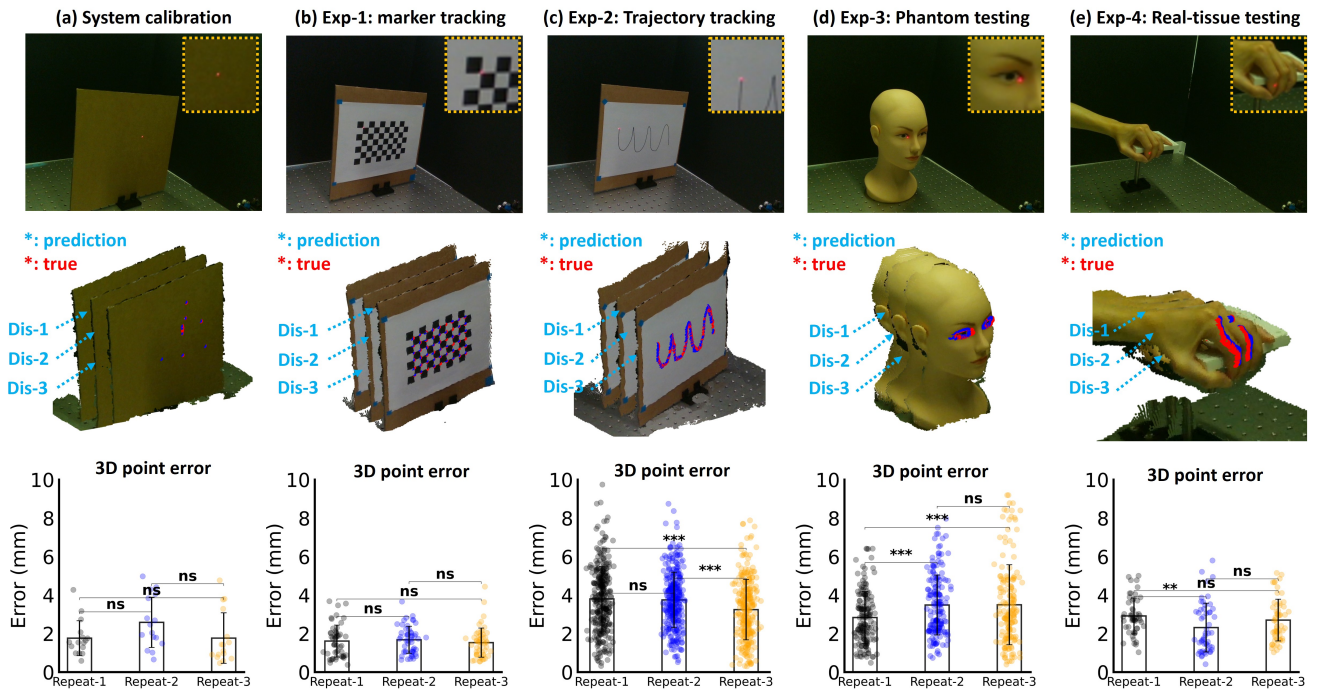 (a) System calibration
(b) Exp-1: marker tracking
(c) Exp-2: Trajectory tracking
(d) Exp-3: Phantom testing
(e) Exp-4: Real-tissue testing
*: prediction
*: true
Dis-1
Dis-2
Dis-3
*: prediction
*: true
Dis-1
Dis-2
Dis-3
*: prediction
*: true
Dis-1
Dis-2
Dis-3
*: prediction
*: true
Dis-1
Dis-2
Dis-3
*: prediction
*: true
Dis-1
Dis-2
Dis-3
3D point error
Error (mm)
10
8
6
4
2
0
ns
ns
ns
Repeat-1 Repeat-2 Repeat-3
3D point error
Error (mm)
10
8
6
4
2
0
ns
ns
ns
Repeat-1 Repeat-2 Repeat-3
3D point error
Error (mm)
10
8
6
4
2
0
***
***
ns
Repeat-1 Repeat-2 Repeat-3
3D point error
Error (mm)
10
8
6
4
2
0
ns
***
***
Repeat-1 Repeat-2 Repeat-3
3D point error
Error (mm)
10
8
6
4
2
0
ns
ns
**
Repeat-1 Repeat-2 Repeat-3